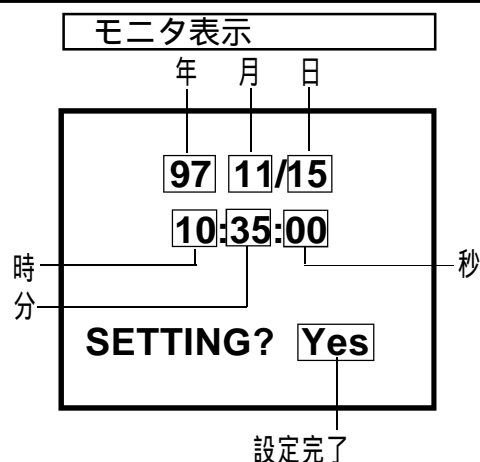 モニタ表示
年 月 日
97 11/15
10:35:00
時
秒
分
SETTING? Yes
設定完了